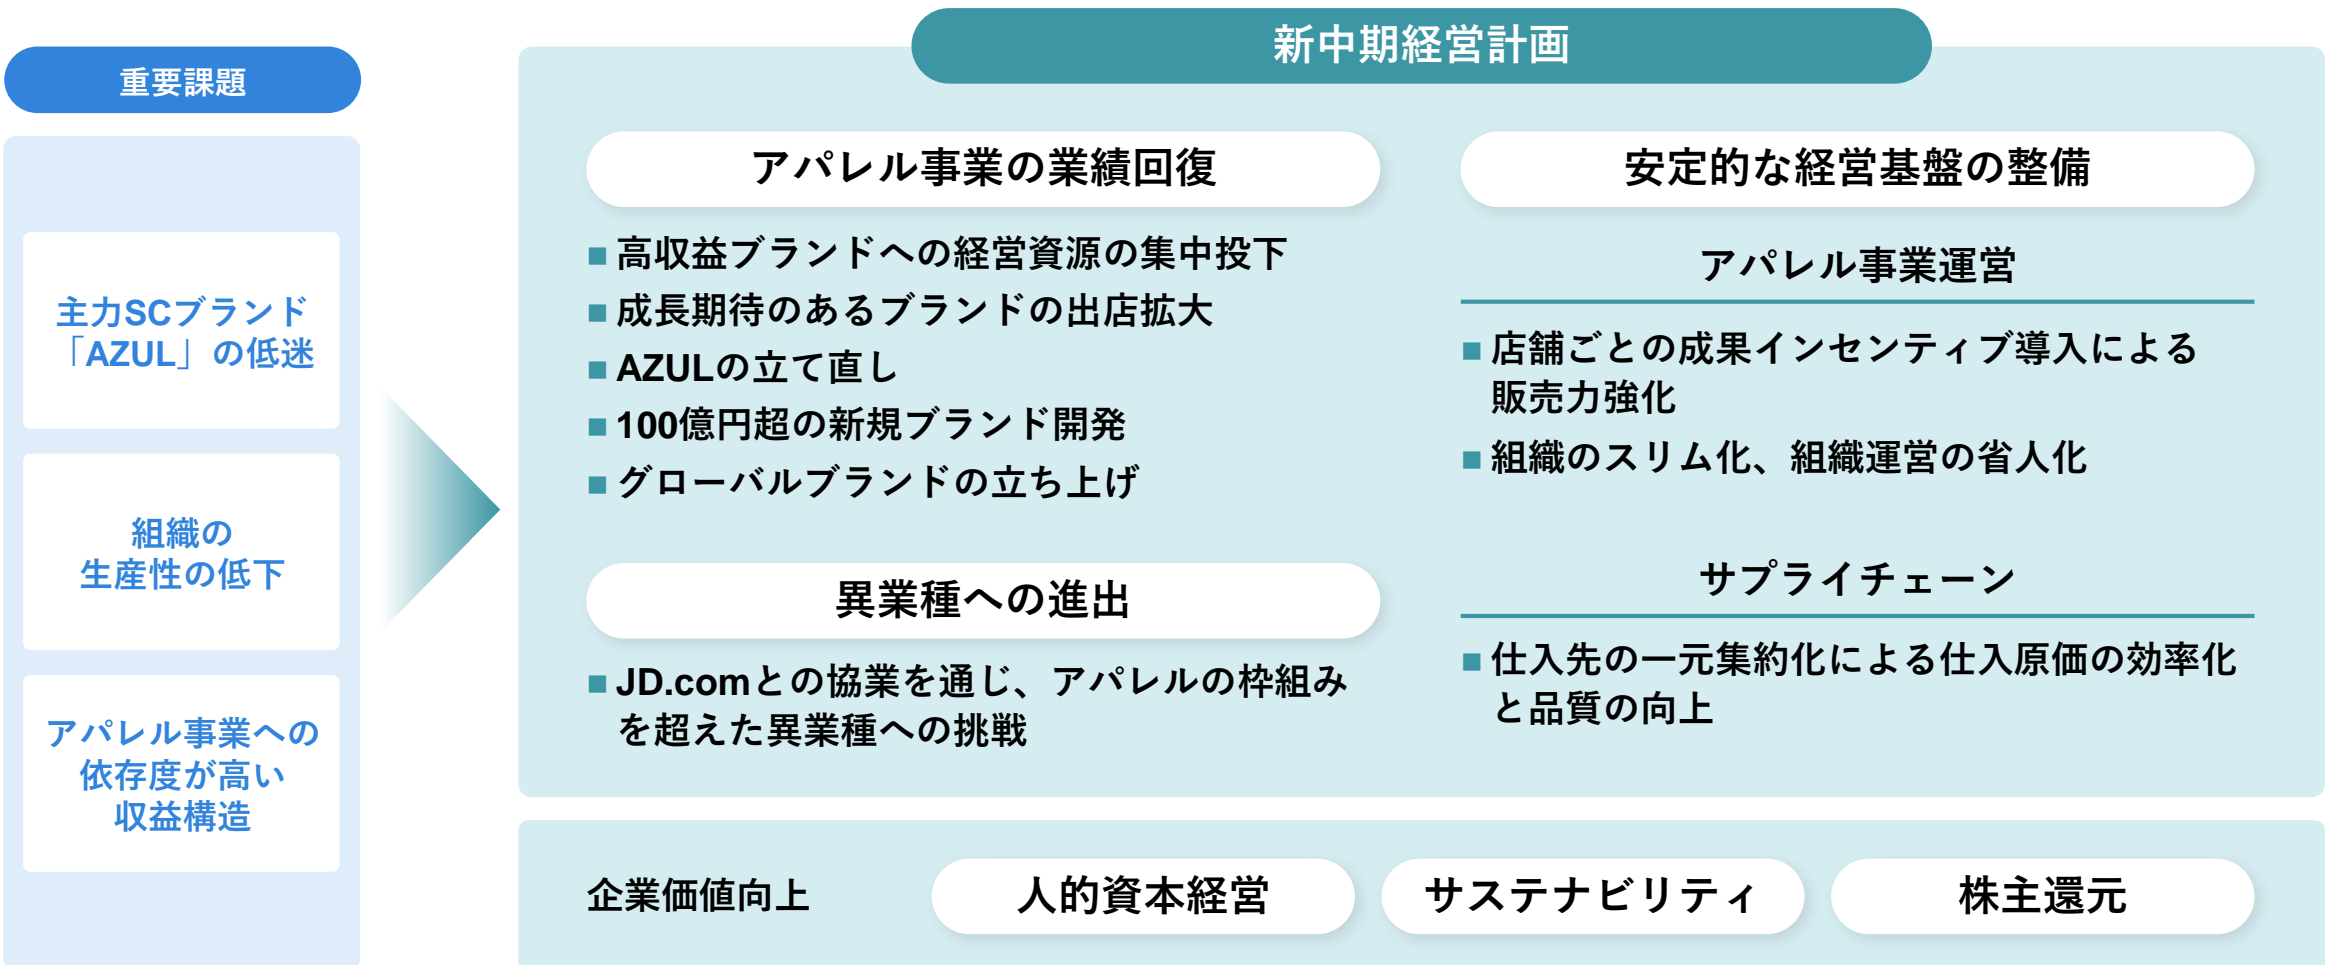 重要課題
主力SCブランド
「AZUL」の低迷
組織の
生産性の低下
アパレル事業への
依存度が高い
収益構造
新中期経営計画
アパレル事業の業績回復
■高収益ブランドへの経営資源の集中投下
■成長期待のあるブランドの出店拡大
■AZULの立て直し
■100億円超の新規ブランド開発
■グローバルブランドの立ち上げ
異業種への進出
■JD.comとの協業を通じ、アパレルの枠組み
を超えた異業種への挑戦
安定的な経営基盤の整備
アパレル事業運営
■店舗ごとの成果インセンティブ導入による
販売力強化
■組織のスリム化、組織運営の省人化
サプライチェーン
■仕入先の一元集約化による仕入原価の効率化
と品質の向上
企業価値向上
人的資本経営
サステナビリティ
株主還元